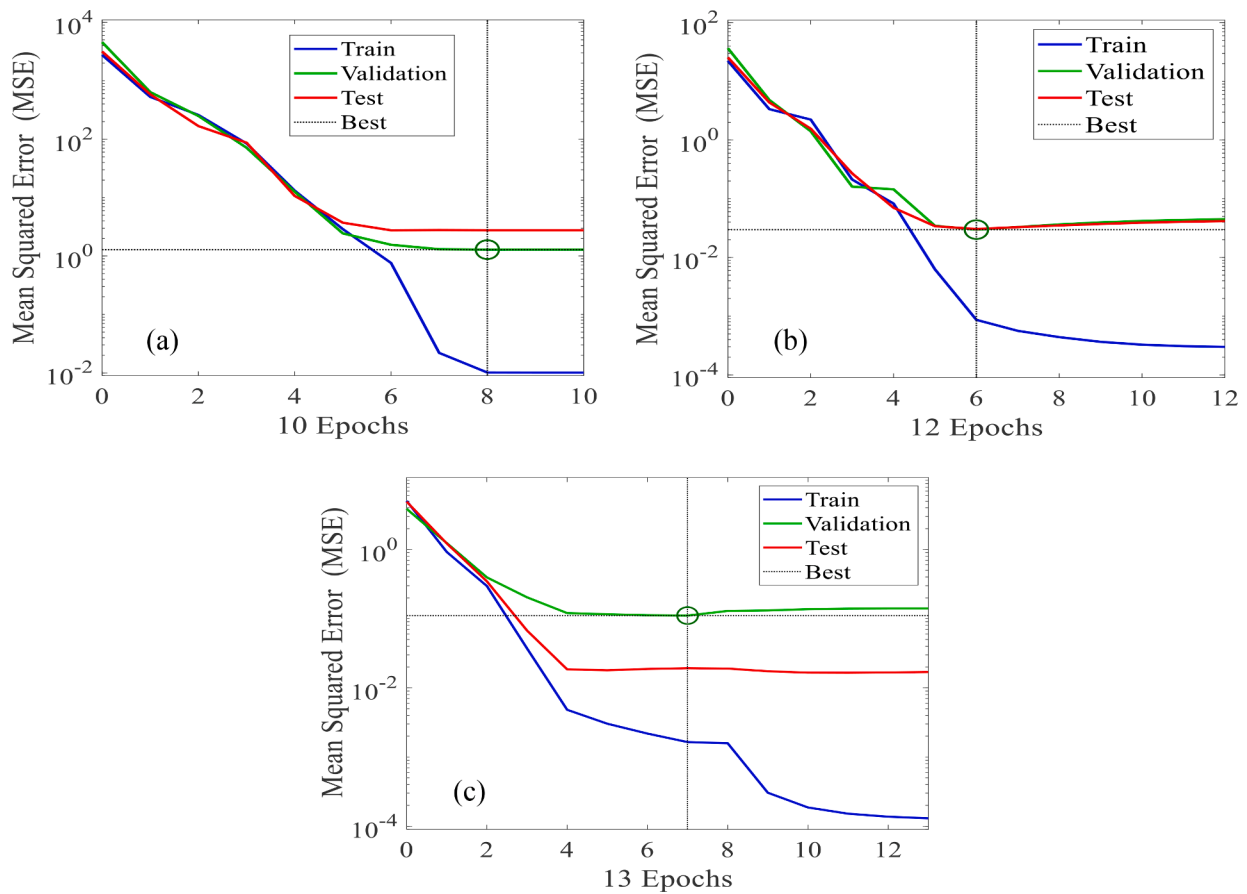 Mean Squared Error (MSE)
10^4
10^2
10^0
10^-2
Train
Validation
Test
Best
(a)
0 2 4 6 8 10
10 Epochs
Mean Squared Error (MSE)
10^2
10^0
10^-2
10^-4
Train
Validation
Test
Best
(b)
0 2 4 6 8 10 12
12 Epochs
Mean Squared Error (MSE)
10^0
10^-2
10^-4
Train
Validation
Test
Best
(c)
0 2 4 6 8 10 12
13 Epochs